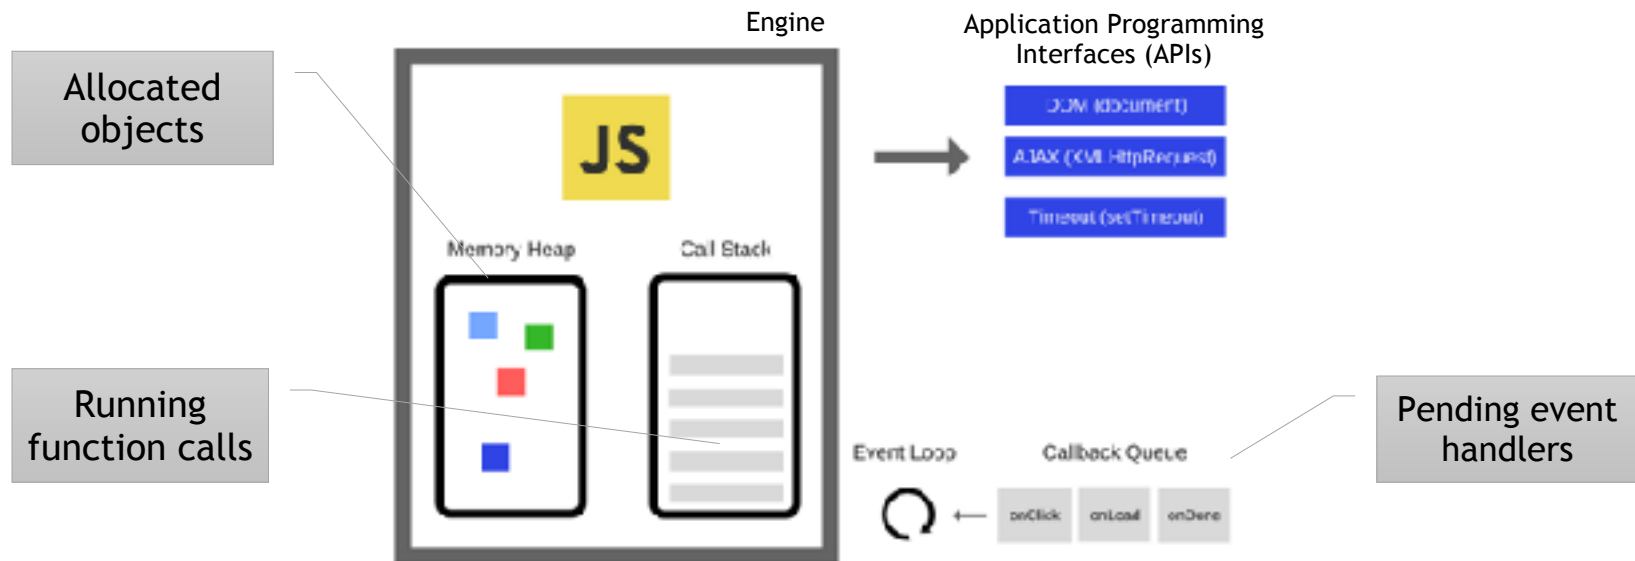 Engine
Application Programming
Interfaces (APIs)
Allocated
objects
JS
DOM (document)
AJAX (XMLHttpRequest)
Timeout (setTimeout)
Memory Heap
Call Stack
Running
function calls
Pending event
handlers
Event Loop
Callback Queue
onClick
onLoad
onDone